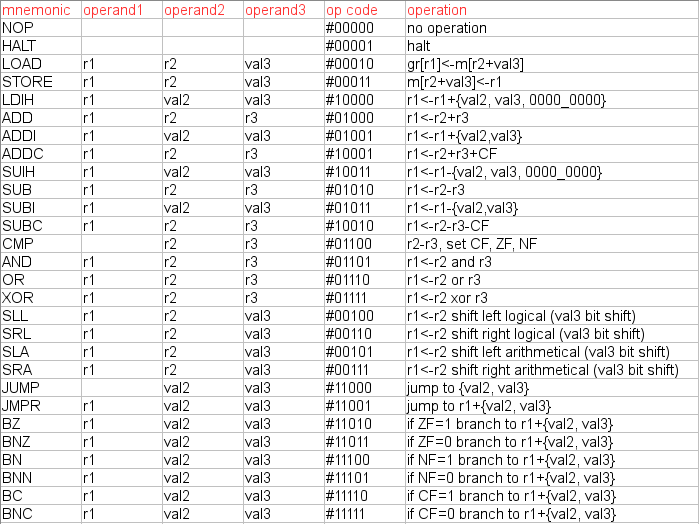 mnemonic operand1 operand2 operand3 op code operation
NOP #00000 no operation
HALT #00001 halt
LOAD r1 r2 val3 #00010 gr[r1]<-m[r2+val3]
STORE r1 r2 val3 #00011 m[r2+val3]<-r1
LDIH r1 val2 val3 #10000 r1<-r1+{val2, val3, 0000_0000}
ADD r1 r2 r3 #01000 r1<-r2+r3
ADDI r1 val2 val3 #01001 r1<-r1+{val2,val3}
ADDC r1 r2 r3 #10001 r1<-r2+r3+CF
SUIH r1 val2 val3 #10011 r1<-r1-{val2, val3, 0000_0000}
SUB r1 r2 r3 #01010 r1<-r2-r3
SUBI r1 val2 val3 #01011 r1<-r1-{val2,val3}
SUBC r1 r2 r3 #10010 r1<-r2-r3-CF
CMP r2 r3 #01100 r2-r3, set CF, ZF, NF
AND r1 r2 r3 #01101 r1<-r2 and r3
OR r1 r2 r3 #01110 r1<-r2 or r3
XOR r1 r2 r3 #01111 r1<-r2 xor r3
SLL r1 r2 val3 #00100 r1<-r2 shift left logical (val3 bit shift)
SRL r1 r2 val3 #00110 r1<-r2 shift right logical (val3 bit shift)
SLA r1 r2 val3 #00101 r1<-r2 shift left arithmetical (val3 bit shift)
SRA r1 r2 val3 #00111 r1<-r2 shift right arithmetical (val3 bit shift)
JUMP val2 val3 #11000 jump to {val2, val3}
JMPR r1 val2 val3 #11001 jump to r1+{val2, val3}
BZ r1 val2 val3 #11010 if ZF=1 branch to r1+{val2, val3}
BNZ r1 val2 val3 #11011 if ZF=0 branch to r1+{val2, val3}
BN r1 val2 val3 #11100 if NF=1 branch to r1+{val2, val3}
BNN r1 val2 val3 #11101 if NF=0 branch to r1+{val2, val3}
BC r1 val2 val3 #11110 if CF=1 branch to r1+{val2, val3}
BNC r1 val2 val3 #11111 if CF=0 branch to r1+{val2, val3}